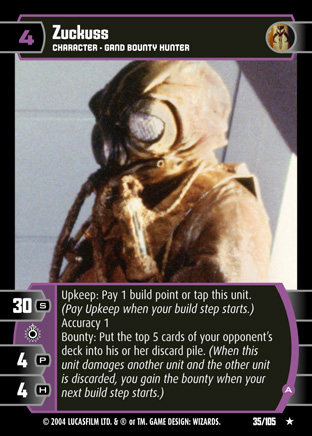 4
Zuckuss
CHARACTER - GAND BOUNTY HUNTER
30 S
4 P
4 H
Upkeep: Pay 1 build point or tap this unit.
(Pay Upkeep when your build step starts.)
Accuracy 1
Bounty: Put the top 5 cards of your opponent's
deck into his or her discard pile. (When this
unit damages another unit and the other unit
is discarded, you gain the bounty when your
next build step starts.)
A
© 2004 LUCASFILM LTD. & ® or TM. GAME DESIGN: WIZARDS.
35/105 ★